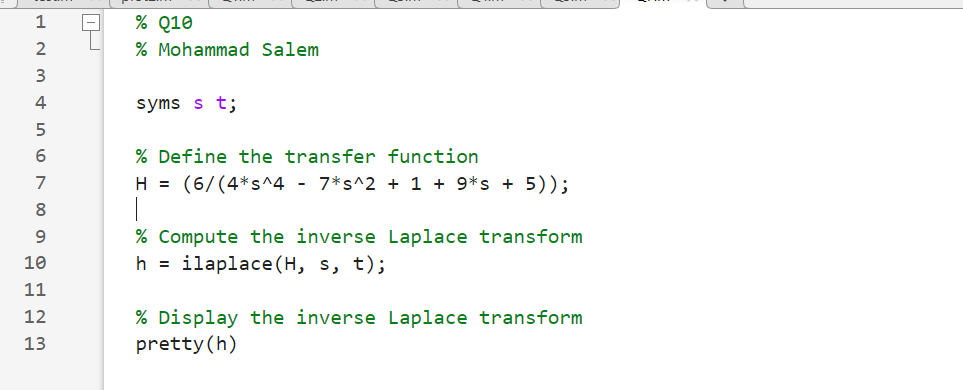 1 % Q10
2 % Mohammad Salem
3
4 syms s t;
5
6 % Define the transfer function
7 H = (6/(4*s^4 - 7*s^2 + 1 + 9*s + 5));
8
9 % Compute the inverse Laplace transform
10 h = ilaplace(H, s, t);
11
12 % Display the inverse Laplace transform
13 pretty(h)